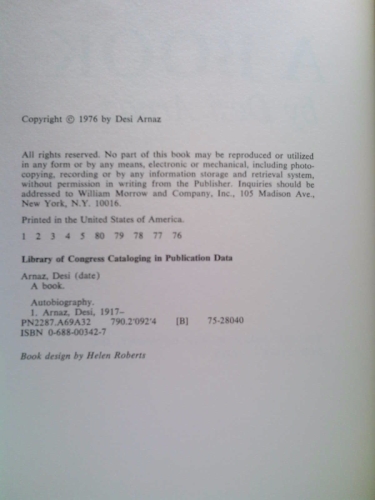 Copyright © 1976 by Desi Arnaz
All rights reserved. No part of this book may be reproduced or utilized
in any form or by any means, electronic or mechanical, including photo-
copying, recording or by any information storage and retrieval system,
without permission in writing from the Publisher. Inquiries should be
addressed to William Morrow and Company, Inc., 105 Madison Ave.,
New York, N.Y. 10016.
Printed in the United States of America.
1 2 3 4 5 80 79 78 77 76
Library of Congress Cataloging in Publication Data
Arnaz, Desi (date)
A book.
Autobiography.
1. Arnaz, Desi, 1917–
PN2287.A69A32 790.2'092'4 [B] 75-28040
ISBN 0-688-00342-7
Book design by Helen Roberts